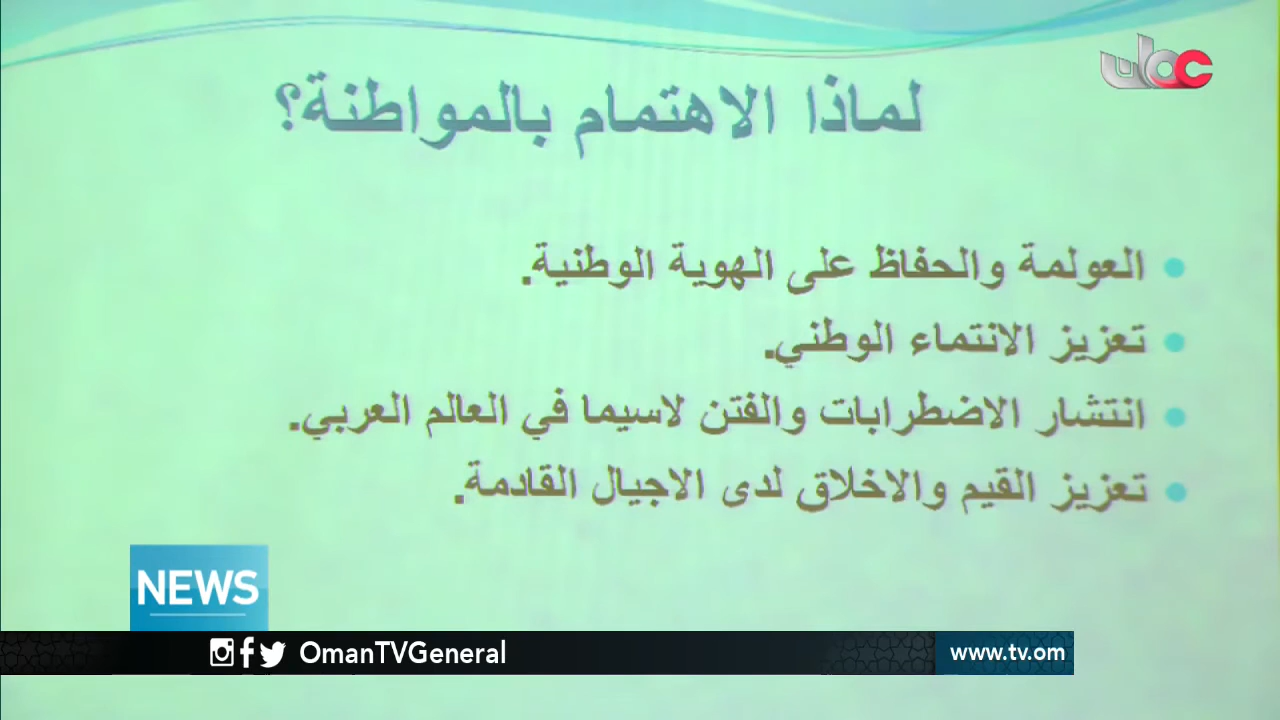 عمان
لماذا الاهتمام بالمواطنة؟
العولمة والحفاظ على الهوية الوطنية.
تعزيز الانتماء الوطني.
انتشار الاضطرابات والفتن لاسيما في العالم العربي.
تعزيز القيم والاخلاق لدى الاجيال القادمة.
NEWS
OmanTVGeneral
www.tv.om